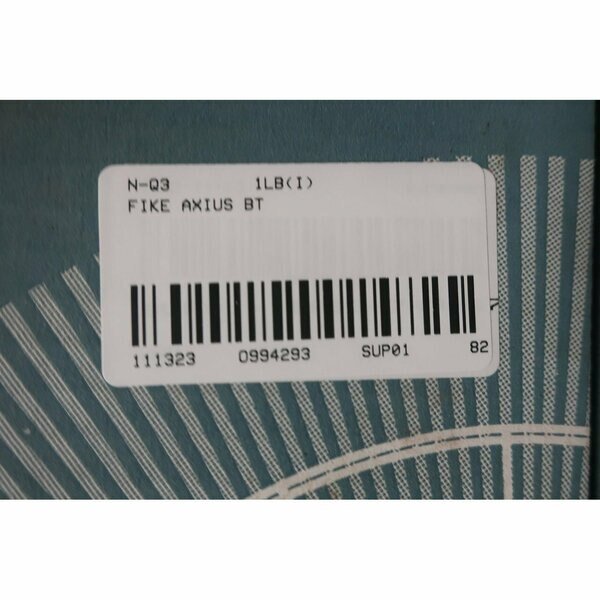 N-Q3 1LB(I)
FIKE AXIUS BT
111323 0994293 SUP01 82